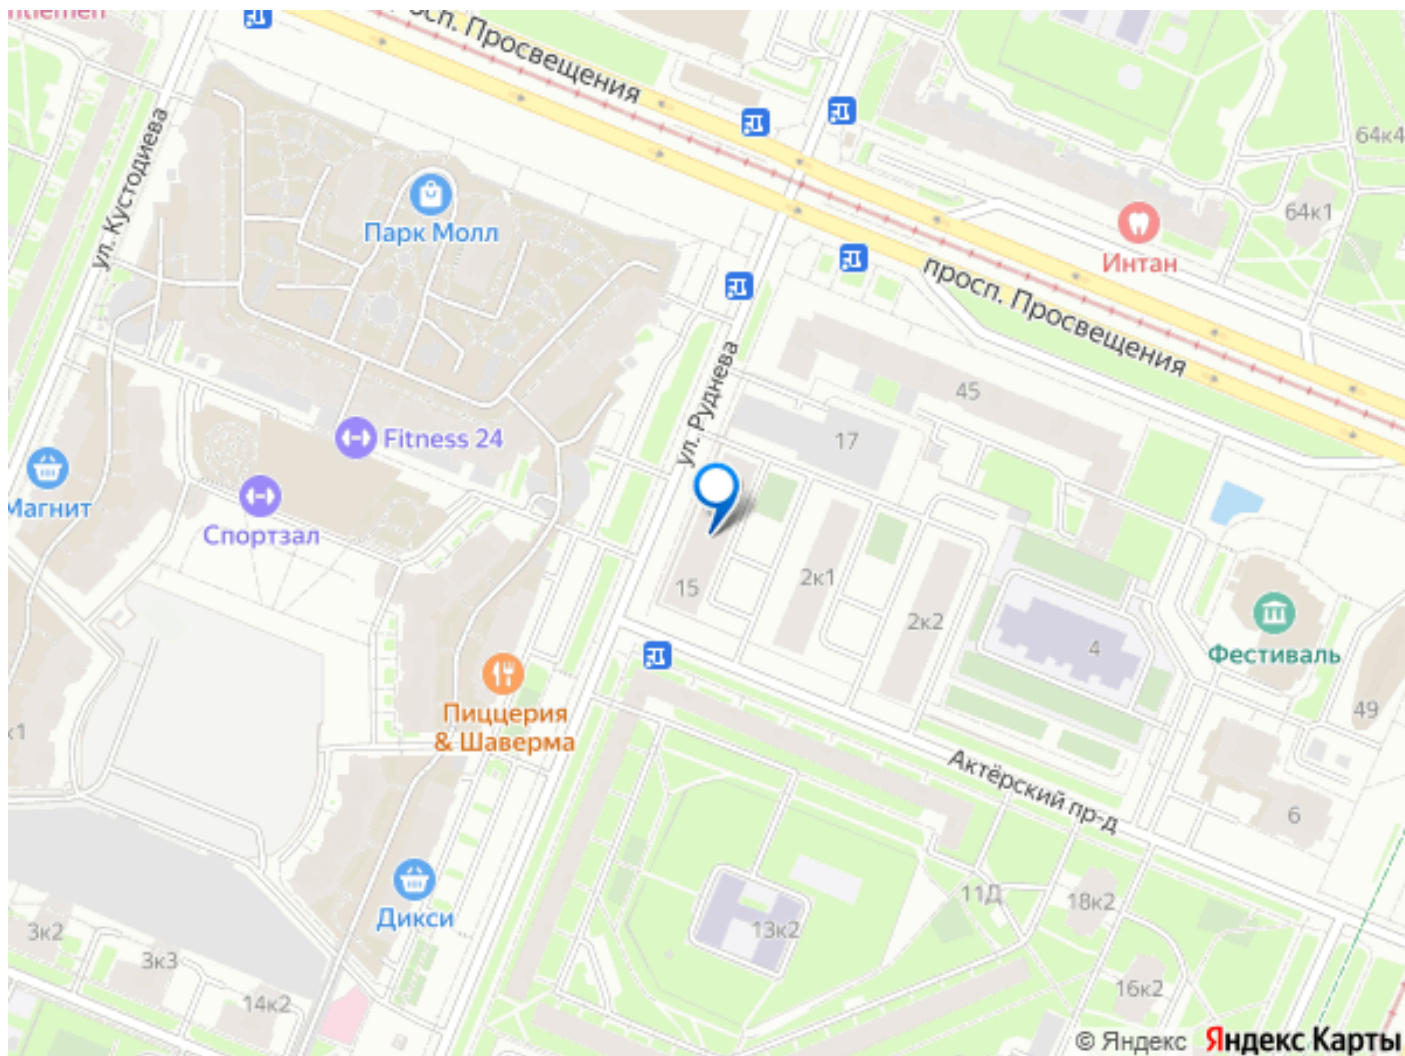 просп. Просвещения
ул. Кустодиева
64к4
64к1
Парк Молл
Интан
просп. Просвещения
ул. Руднева
45
17
Fitness 24
Магнит
Спортзал
15
2к1
2к2
4
Фестиваль
49
Пиццерия
& Шаверма
Актёрский пр-д
6
Дикси
13к2
11Д
18к2
3к2
3к3
14к2
16к2
© Яндекс Яндекс Карты